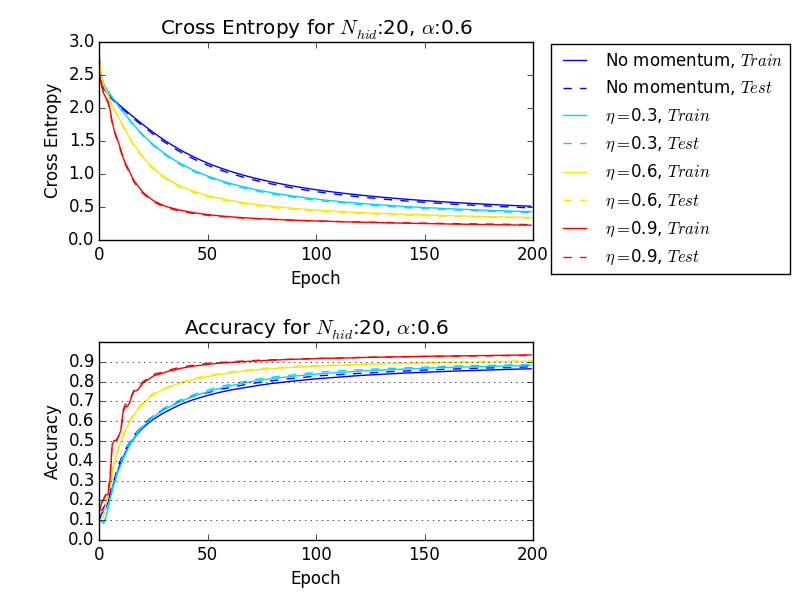 Cross Entropy for N_hid:20, α:0.6
3.0
2.5
2.0
1.5
1.0
0.5
0.0
Cross Entropy
0 50 100 150 200
Epoch
No momentum, Train
No momentum, Test
η=0.3, Train
η=0.3, Test
η=0.6, Train
η=0.6, Test
η=0.9, Train
η=0.9, Test
Accuracy for N_hid:20, α:0.6
0.9
0.8
0.7
0.6
0.5
0.4
0.3
0.2
0.1
0.0
Accuracy
0 50 100 150 200
Epoch